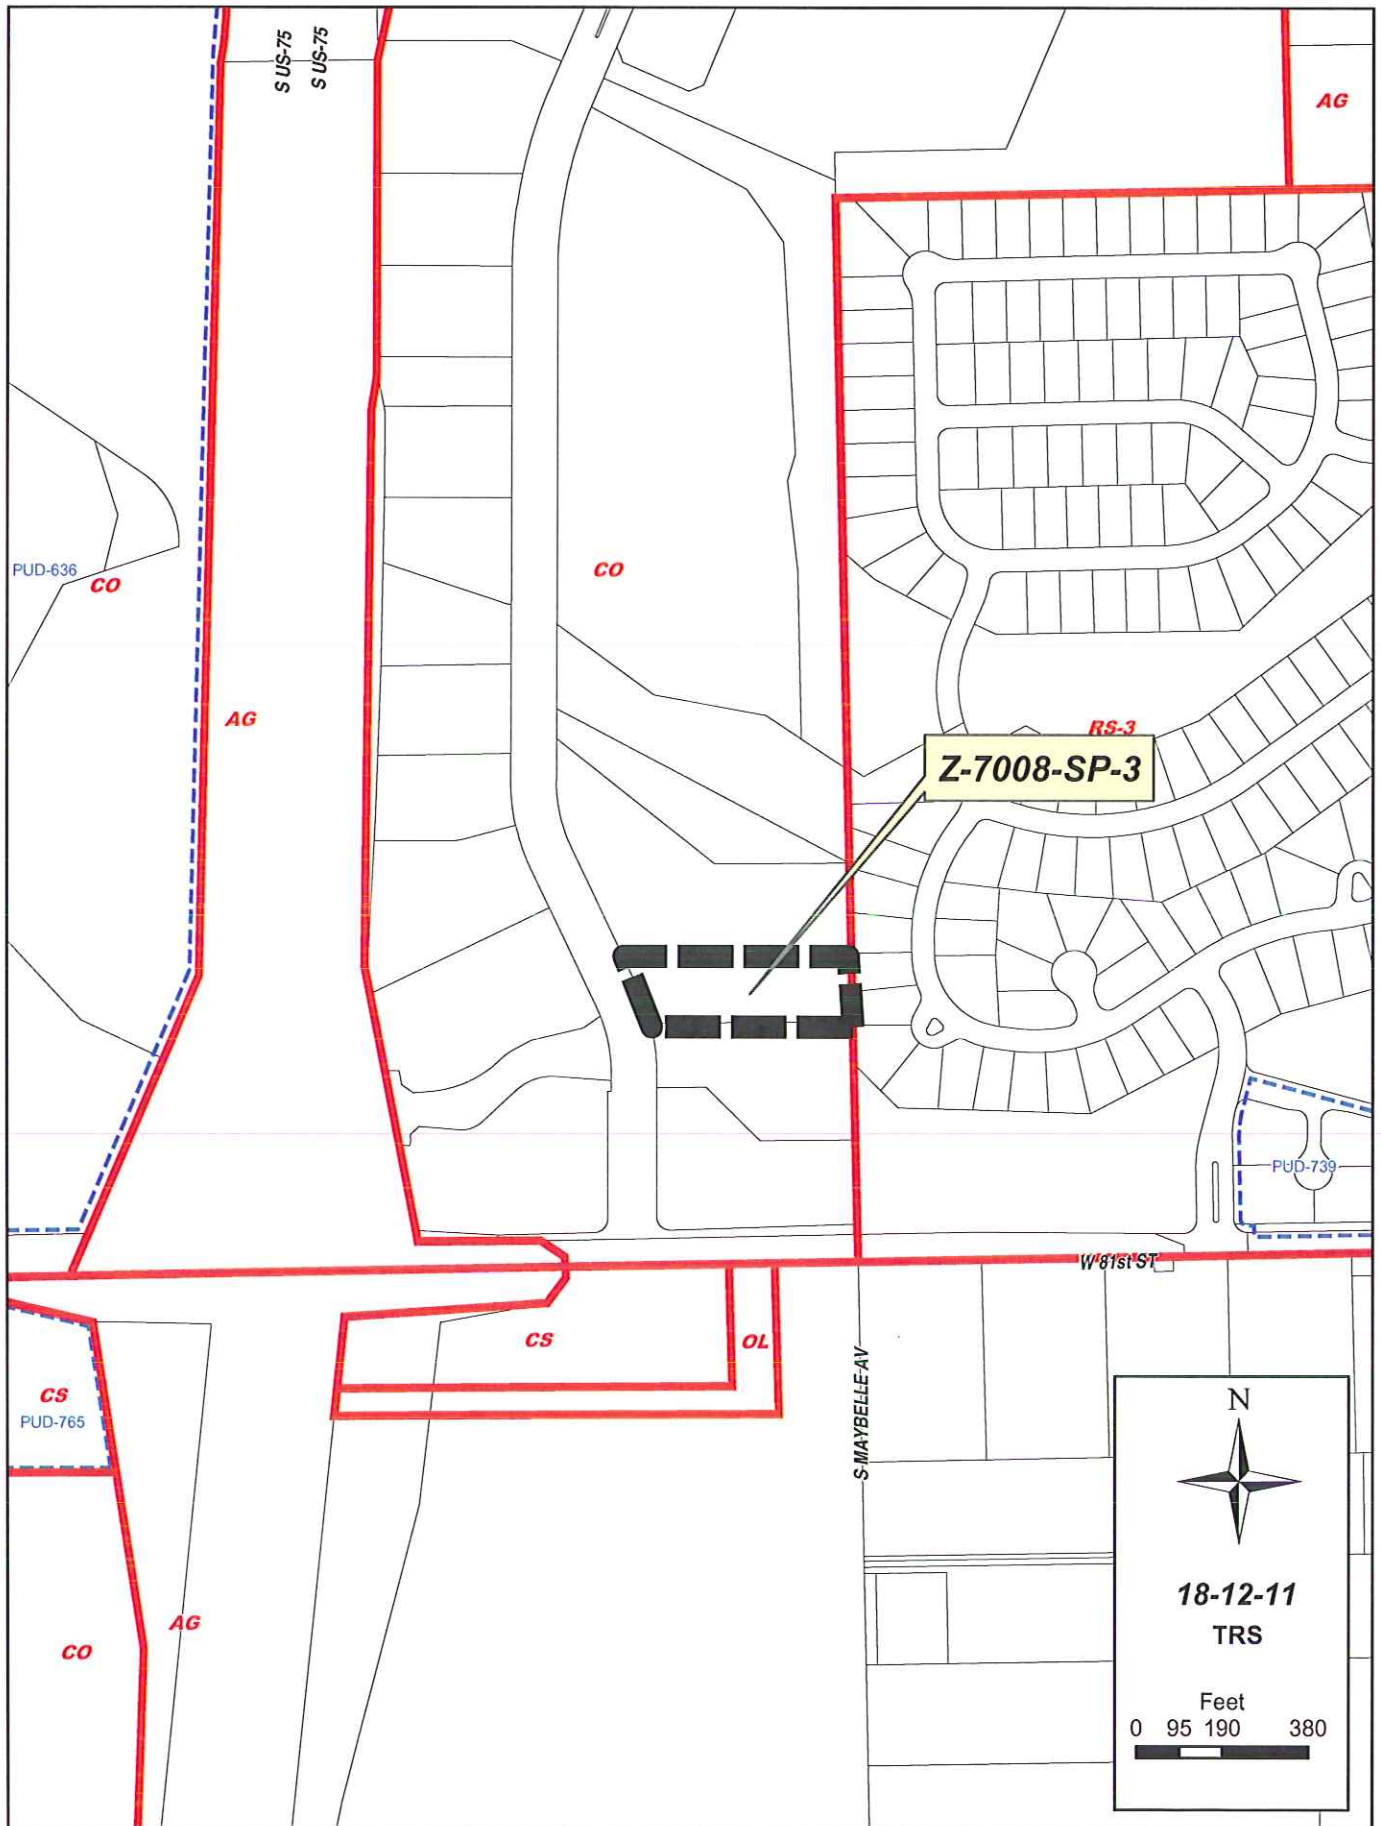 S US-75
S US-75
AG
PUD-636
CO
CO
AG
RS-3
Z-7008-SP-3
PUD-739
W 81st ST
CS
OL
CS
PUD-765
S MAYBELLE AV
AG
CO
N
18-12-11
TRS
Feet
0 95 190 380